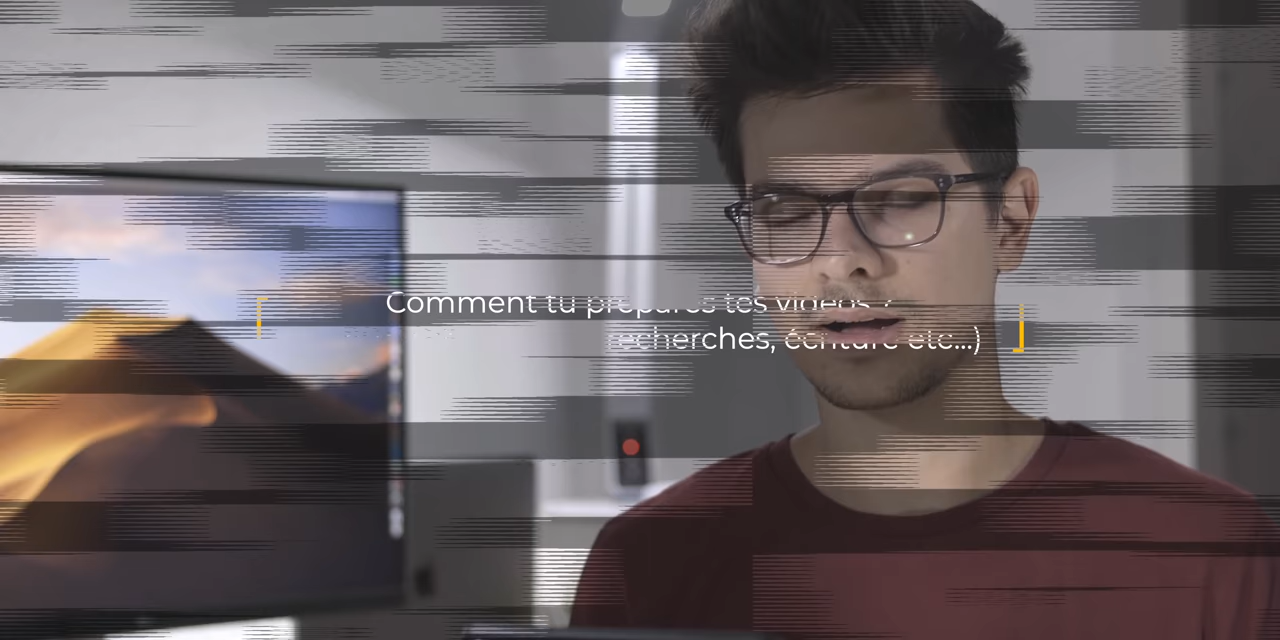 Comment tu prépares tes vidéos ?
recherches, écriture etc...)